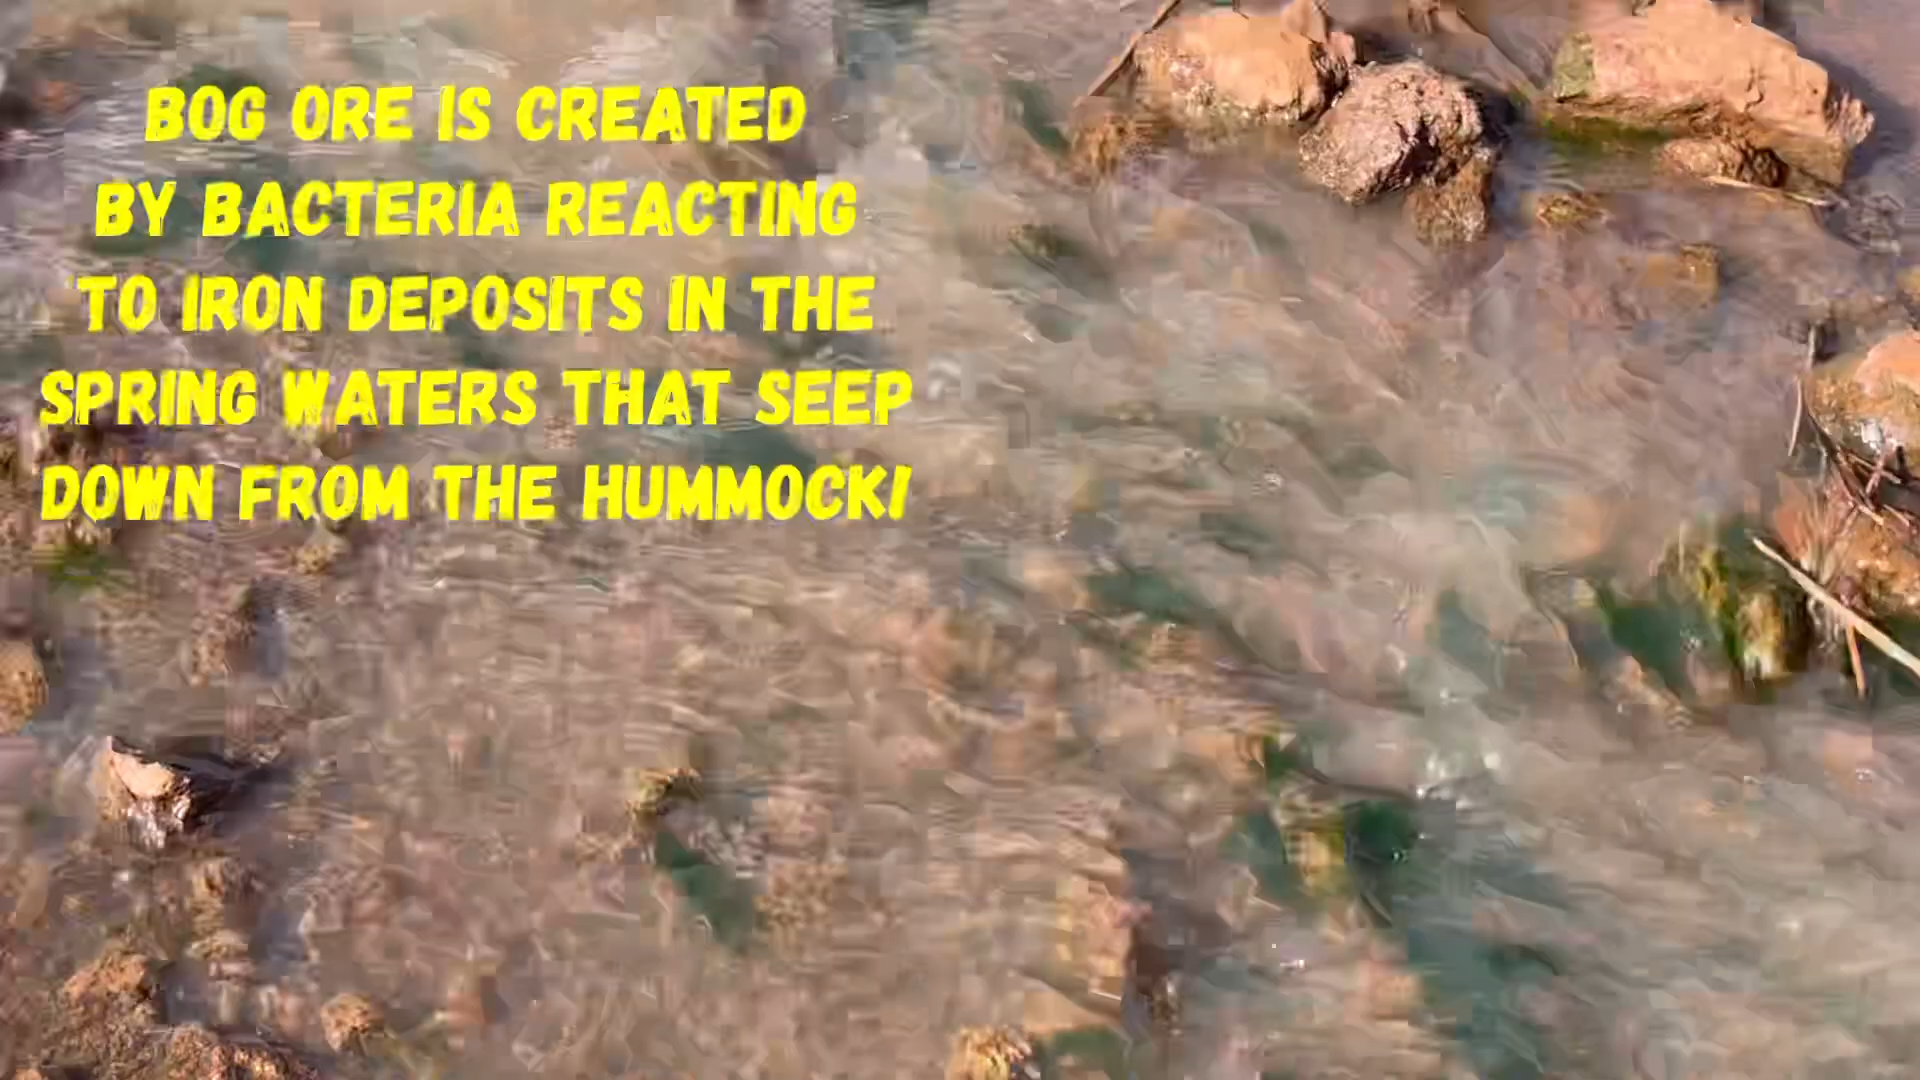 BOG ORE IS CREATED
BY BACTERIA REACTING
TO IRON DEPOSITS IN THE
SPRING WATERS THAT SEEP
DOWN FROM THE HUMMOCK!